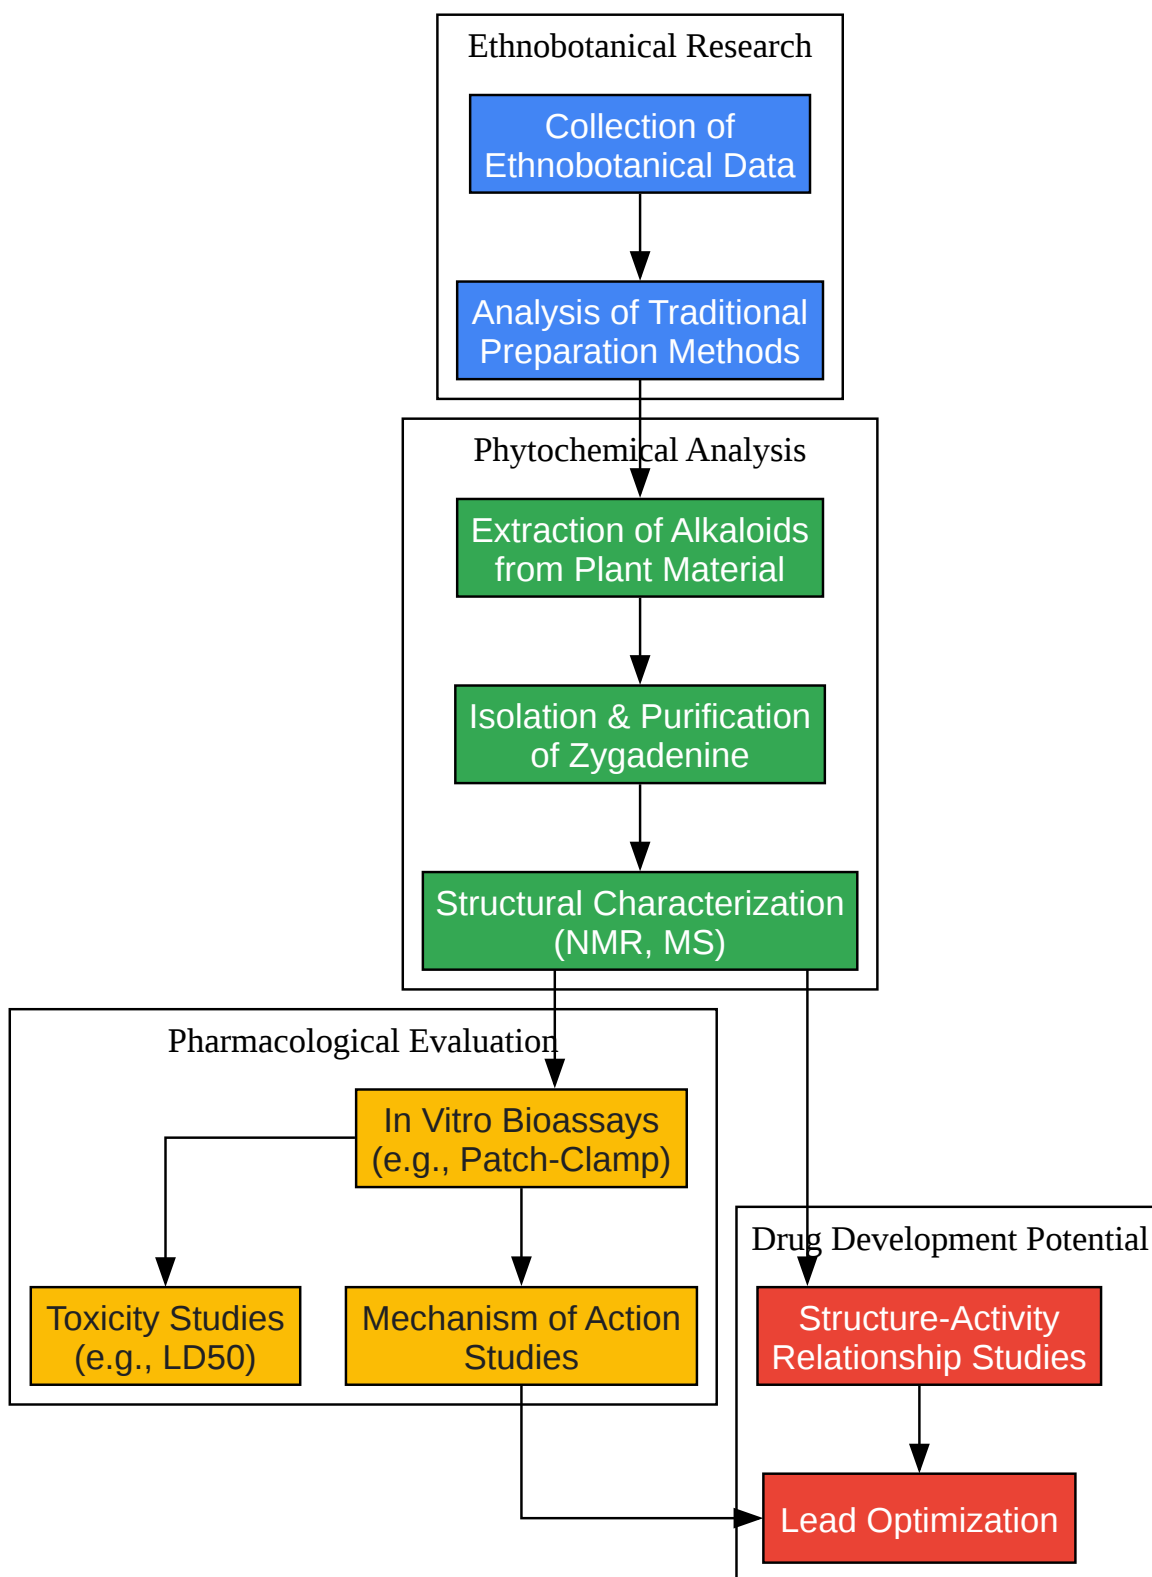 Ethnobotanical Research
Collection of
Ethnobotanical Data
Analysis of Traditional
Preparation Methods
Phytochemical Analysis
Extraction of Alkaloids
from Plant Material
Isolation & Purification
of Zygadenine
Structural Characterization
(NMR, MS)
Pharmacological Evaluation
In Vitro Bioassays
(e.g., Patch-Clamp)
Toxicity Studies
(e.g., LD50)
Mechanism of Action
Studies
Drug Development Potential
Structure-Activity
Relationship Studies
Lead Optimization